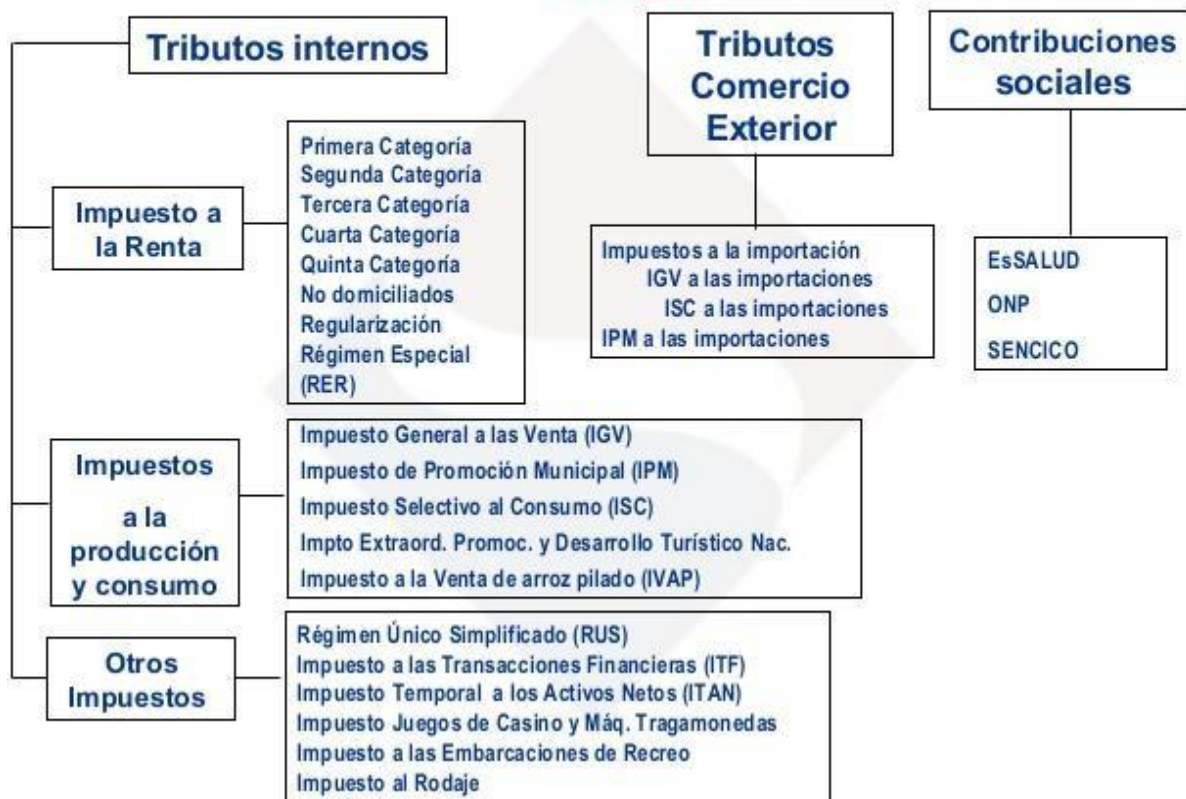 Tributos internos
Impuesto a
la Renta
Primera Categoría
Segunda Categoría
Tercera Categoría
Cuarta Categoría
Quinta Categoría
No domiciliados
Regularización
Régimen Especial
(RER)
Impuestos
a la
producción
y consumo
Impuesto General a las Venta (IGV)
Impuesto de Promoción Municipal (IPM)
Impuesto Selectivo al Consumo (ISC)
Impto Extraord. Promoc. y Desarrollo Turístico Nac.
Impuesto a la Venta de arroz pilado (IVAP)
Otros
Impuestos
Régimen Único Simplificado (RUS)
Impuesto a las Transacciones Financieras (ITF)
Impuesto Temporal a los Activos Netos (ITAN)
Impuesto Juegos de Casino y Máq. Tragamonedas
Impuesto a las Embarcaciones de Recreo
Impuesto al Rodaje
Tributos
Comercio
Exterior
Impuestos a la importación
IGV a las importaciones
ISC a las importaciones
IPM a las importaciones
Contribuciones
sociales
EsSALUD
ONP
SENCICO